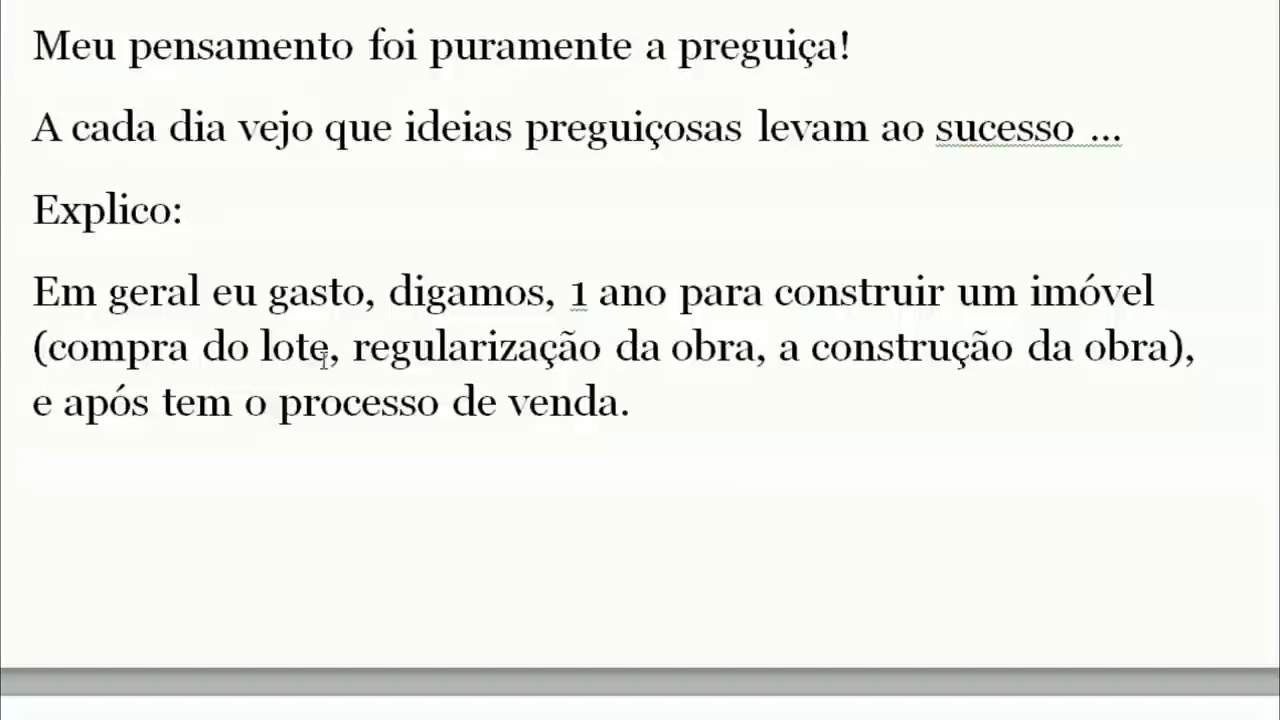 Meu pensamento foi puramente a preguiça!
A cada dia vejo que ideias preguiçosas levam ao sucesso ...
Explico:
Em geral eu gasto, digamos, 1 ano para construir um imóvel
(compra do lote, regularização da obra, a construção da obra),
e após tem o processo de venda.